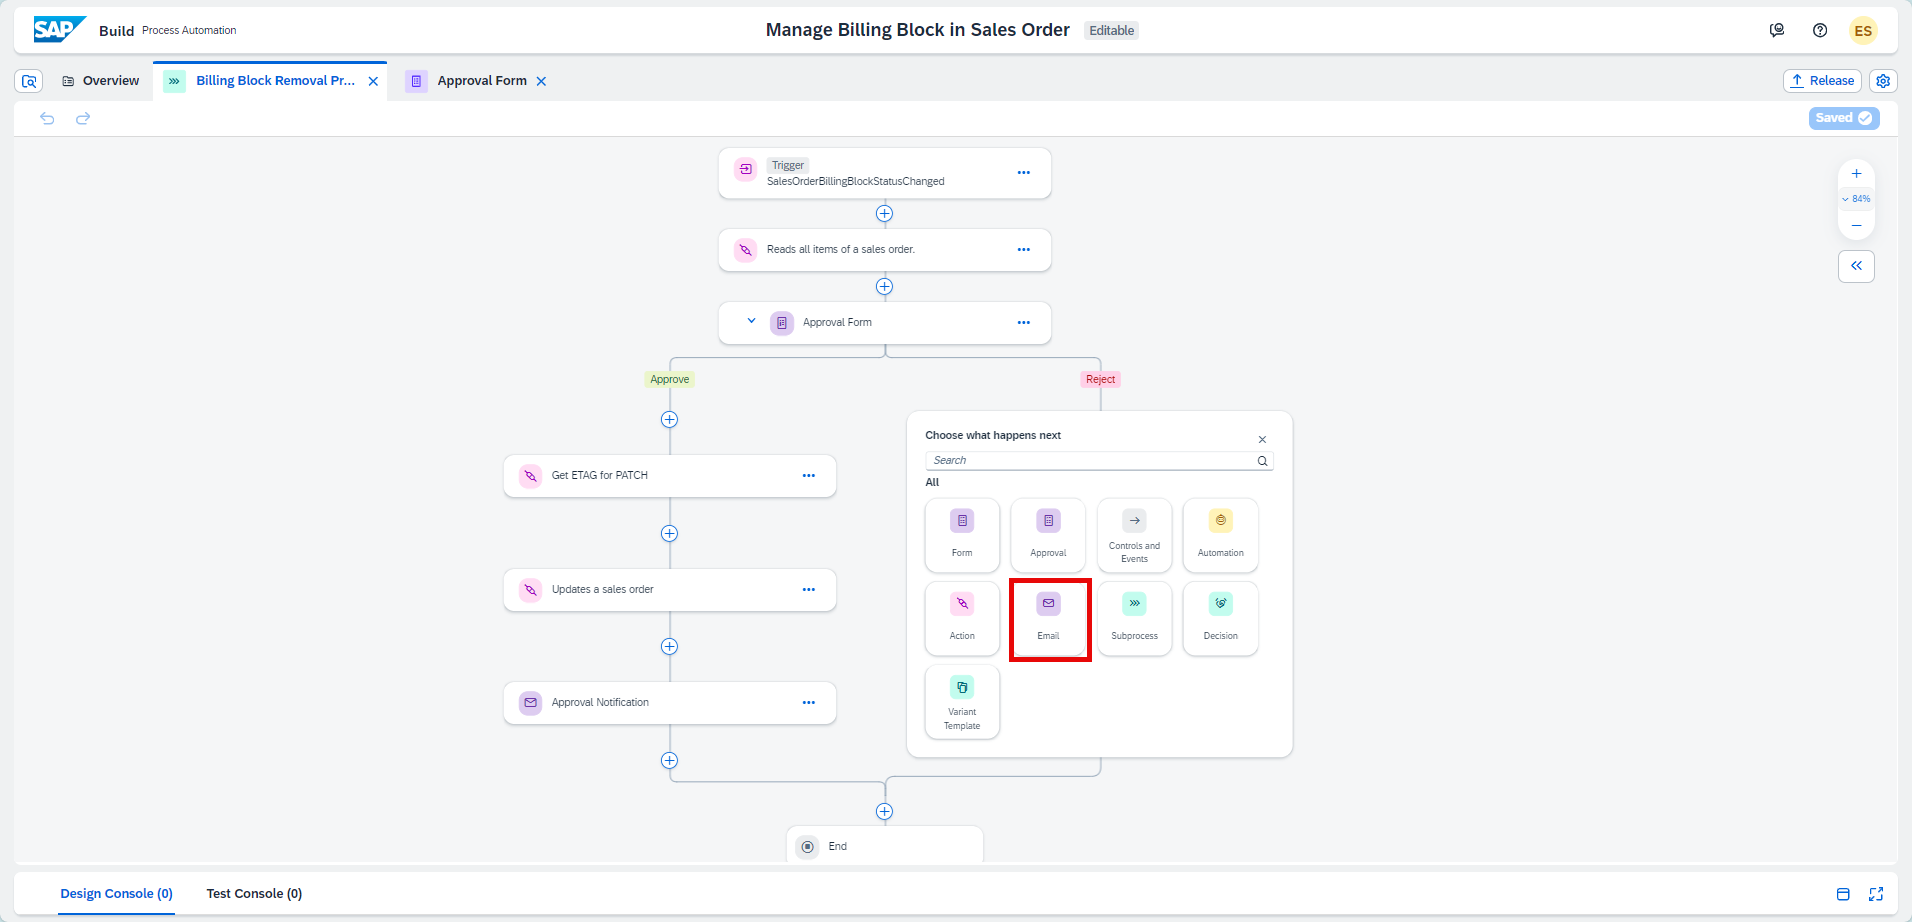 SAP Build Process Automation
Manage Billing Block in Sales Order Editable
ES
Overview
Billing Block Removal Pr...
Approval Form
Release
Saved
Trigger
SalesOrderBillingBlockStatusChanged
84%
Reads all items of a sales order.
Approval Form
Approve
Reject
Choose what happens next
Search
All
Get ETAG for PATCH
Form
Approval
Controls and
Events
Automation
Updates a sales order
Action
Email
Subprocess
Decision
Approval Notification
Variant
Template
End
Design Console (0)
Test Console (0)